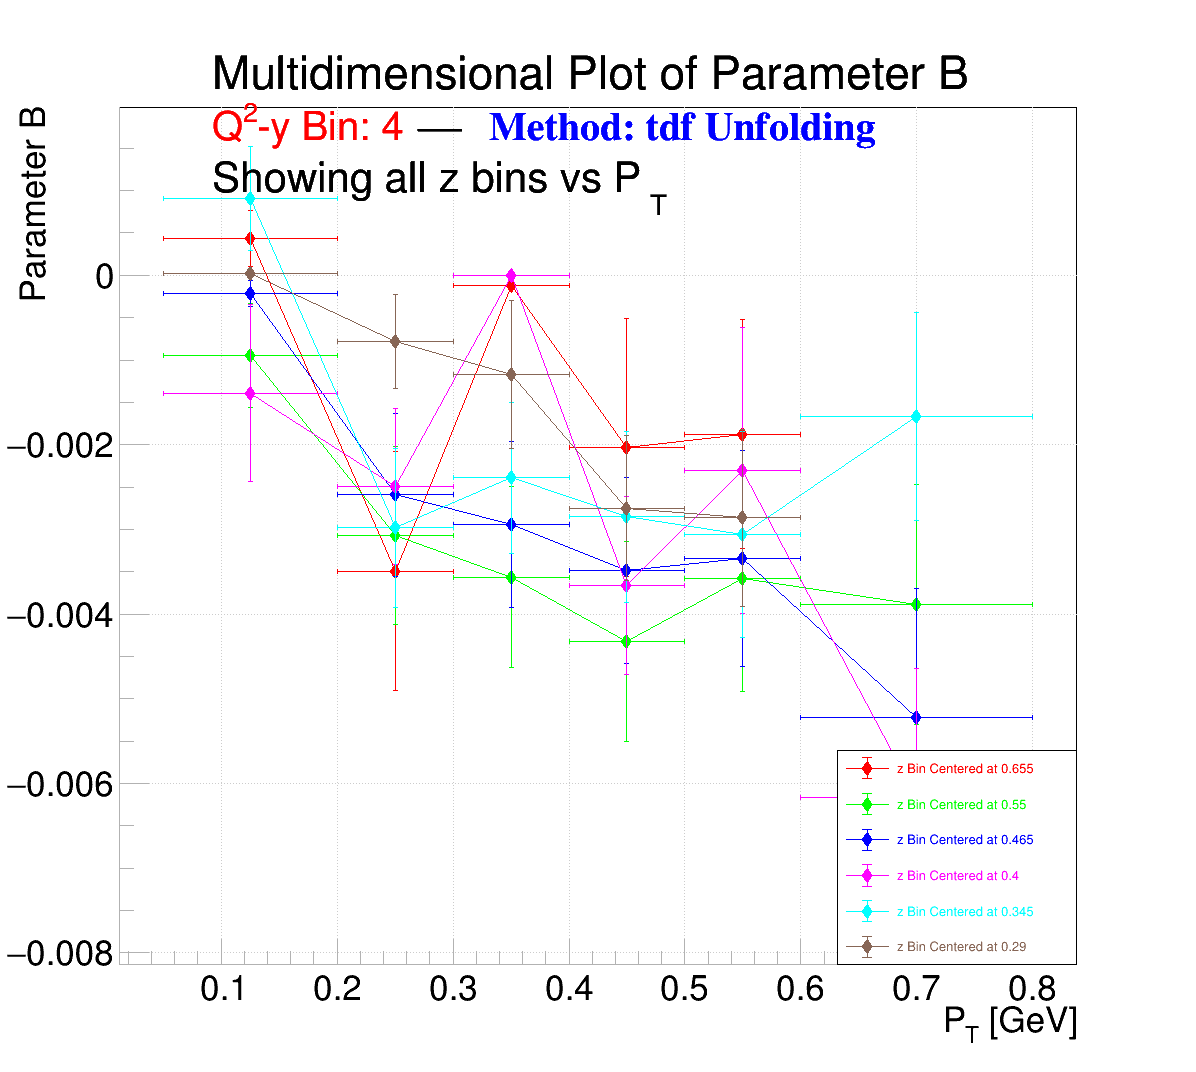 Multidimensional Plot of Parameter B
Q²-y Bin: 4 — Method: tdf Unfolding
Showing all z bins vs P_T
Parameter B
0
−0.002
−0.004
−0.006
−0.008
z Bin Centered at 0.655
z Bin Centered at 0.55
z Bin Centered at 0.465
z Bin Centered at 0.4
z Bin Centered at 0.345
z Bin Centered at 0.29
0.1 0.2 0.3 0.4 0.5 0.6 0.7 0.8
P_T [GeV]